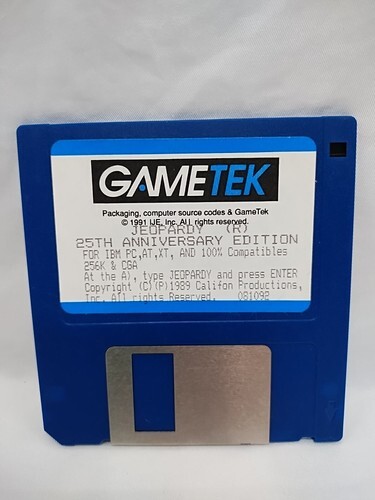 GAMETEK
Packaging, computer source codes & GameTek
© 1991 IJE, Inc. All rights reserved.
JEOPARDY (R)
25TH ANNIVERSARY EDITION
FOR IBM PC,AT,XT, AND 100% Compatibles
256K & CGA
At the A), type JEOPARDY and press ENTER
Copyright (C)(P)1989 Califon Productions,
Inc. All rights Reserved. 081092